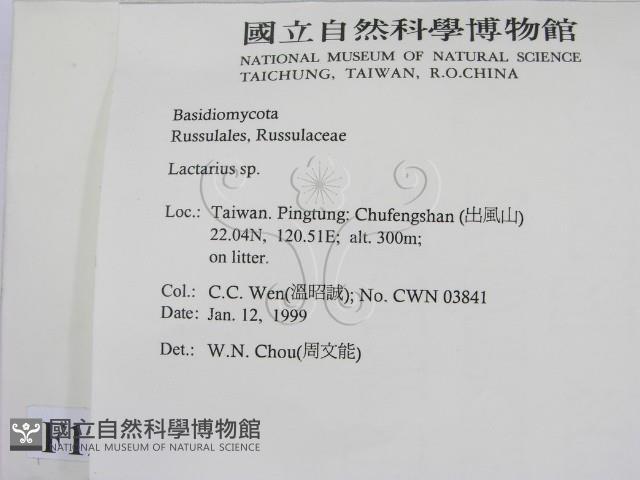 國立自然科學博物館
NATIONAL MUSEUM OF NATURAL SCIENCE
TAICHUNG, TAIWAN, R.O.CHINA
Basidiomycota
Russulales, Russulaceae
Lactarius sp.
Loc.: Taiwan. Pingtung: Chufengshan (出風山)
22.04N, 120.51E; alt. 300m;
on litter.
Col.: C.C. Wen(溫昭誠); No. CWN 03841
Date: Jan. 12, 1999
Det.: W.N. Chou(周文能)
國立自然科學博物館
NATIONAL MUSEUM OF NATURAL SCIENCE